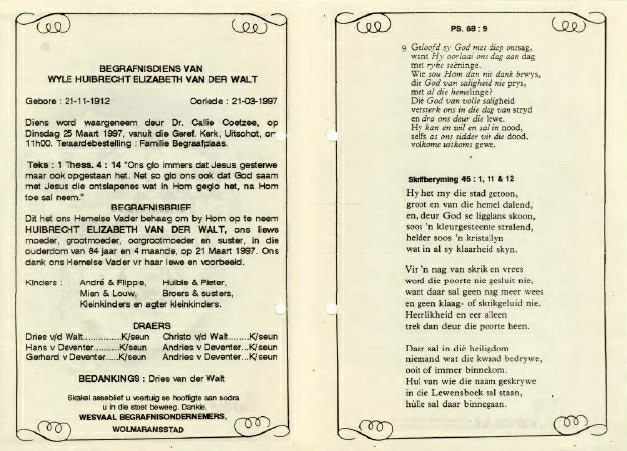 BEGRAFNISDIENS VAN
WYLE HUIBRECHT ELIZABETH VAN DER WALT
Gebore : 21-11-1912 Oorlede : 21-03-1997
Diens word waargeneem deur Dr. Callie Coetzee, op
Dinsdag 25 Maart 1997, vanuit die Geref. Kerk, Uitschot, on
11h00. Teraardebestelling : Familie Begraafplaas.
Teks : 1 Thess. 4 : 14 "Ons glo immers dat Jesus gesterwe
maar ook opgestaan het. Net so glo ons ook dat God saam
met Jesus die ontslapenes wat in Hom geglo het, na Hom
toe sal neem."
BEGRAFNISBRIEF
Dit het ons Hemelse Vader behaag om by Hom op te neem
HUIBRECHT ELIZABETH VAN DER WALT, ons liewe
moeder, grootmoeder, oorgrootmoeder en suster, in die
ouderdom van 84 jaar en 4 maande, op 21 Maart 1997. Ons
dank ons Hemelse Vader vr haar lewe en voorbeeld.
Kinders : André & Flippie, Huibie & Pieter,
Mien & Louw, Broers & susters,
Kleinkinders en agter kleinkinders.
DRAERS
Dries v/d Walt..............K/seun Christo v/d Walt......K/seun
Hans v Deventer..........K/seun Andries v Deventer...K/seun
Gerhard v Deventer.....K/seun Andries v Deventer...K/seun
BEDANKINGS : Dries van der Walt
Skakel asseblief u voertuig se hoofligte aan sodra
u in die stoet beweeg. Dankie.
WESVAAL BEGRAFNISONDERNEMERS,
WOLMARANSSTAD
PS. 68 : 9
9 Geloofd sy God met diep ontsag,
want Hy oorlaai ons dag aan dag
met ryke seëninge.
Wie sou Hom dan nie dank bewys,
die God van saligheid nie prys,
met al die hemelinge?
Die God van volle saligheid
versterk ons in die dag van stryd
en dra ons deur die lewe.
Hy kan en wil en sal in nood,
selfs as ons sidder vir die dood,
volkome uitkoms gewe.
Skrifberyming 45 : 1, 11 & 12
Hy het my die stad getoon,
groot en van die hemel dalend,
en, deur God se ligglans skoon,
soos 'n kleurgesteente stralend,
helder soos 'n kristallyn
wat in al sy klaarheid skyn.
Vir 'n nag van skrik en vrees
word die poorte nie gesluit nie,
want daar sal geen nag meer wees
en geen klaag- of skrikgeluid nie.
Heerlikheid en eer alleen
trek dan deur die poorte heen.
Daar sal in dié heiligdom
niemand wat die kwaad bedrywe,
ooit of immer binnekom.
Hul van wie die naam geskrywe
in die Lewensboek sal staan,
húlle sal daar binnegaan.